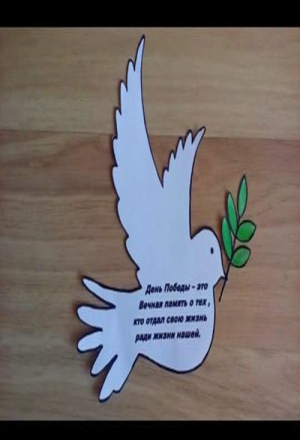 День Победы - это
Вечная память о тех,
кто отдал свою жизнь
ради жизни нашей.